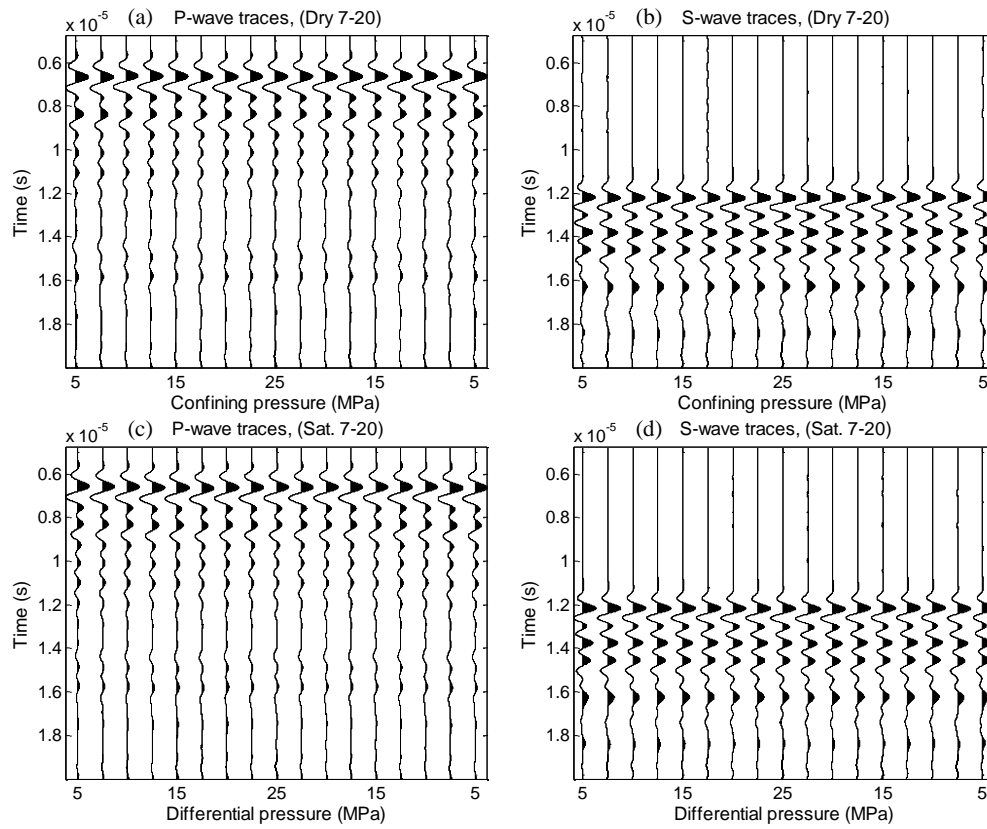 (a) P-wave traces, (Dry 7-20)
x 10^-5
0.6
0.8
1
1.2
1.4
1.6
1.8
Time (s)
5 15 25 15 5
Confining pressure (MPa)
(b) S-wave traces, (Dry 7-20)
x 10^-5
0.6
0.8
1
1.2
1.4
1.6
1.8
Time (s)
5 15 25 15 5
Confining pressure (MPa)
(c) P-wave traces, (Sat. 7-20)
x 10^-5
0.6
0.8
1
1.2
1.4
1.6
1.8
Time (s)
5 15 25 15 5
Differential pressure (MPa)
(d) S-wave traces, (Sat. 7-20)
x 10^-5
0.6
0.8
1
1.2
1.4
1.6
1.8
Time (s)
5 15 25 15 5
Differential pressure (MPa)